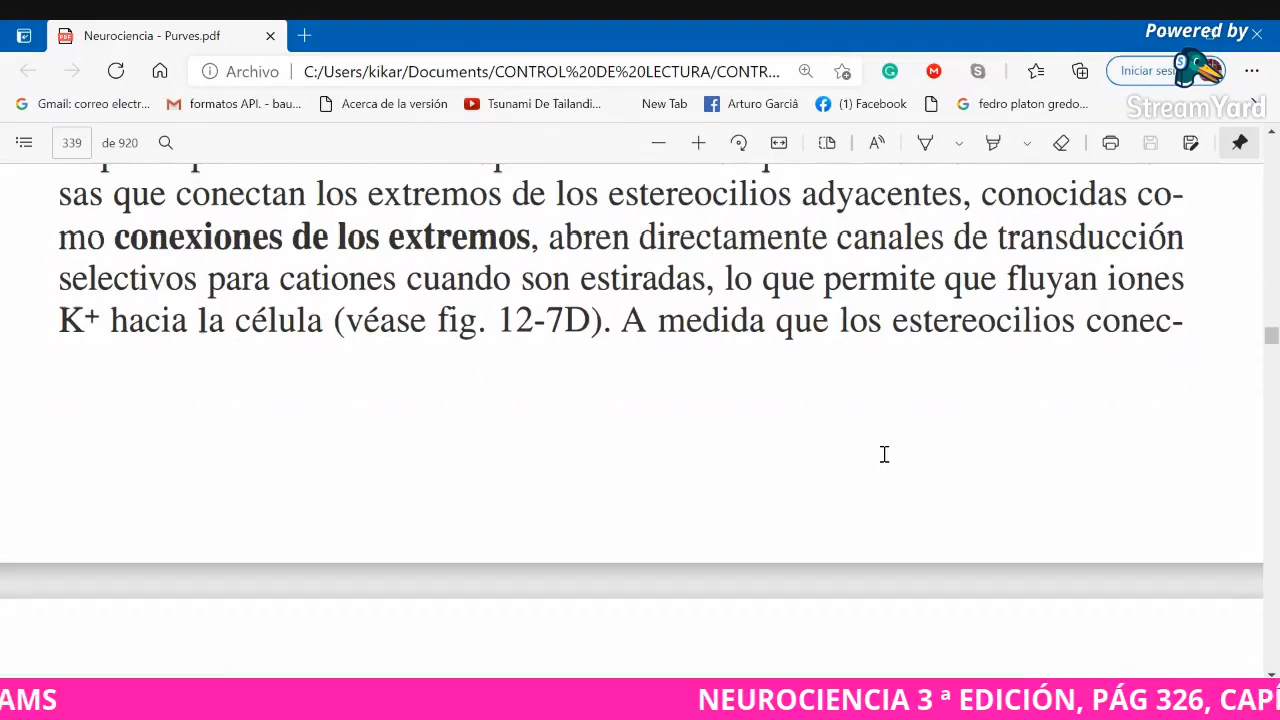 Powered by
StreamYard
Neurociencia - Purves.pdf
Archivo
C:/Users/kikar/Documents/CONTROL%20DE%20LECTURA/CONTR...
Iniciar sesi
Gmail: correo electr...
formatos API. - bau...
Acerca de la versión
Tsunami De Tailandi...
New Tab
Arturo Garciâ
(1) Facebook
fedro platon gredo...
339 de 920
sas que conectan los extremos de los estereocilios adyacentes, conocidas co-
mo conexiones de los extremos, abren directamente canales de transducción
selectivos para cationes cuando son estiradas, lo que permite que fluyan iones
K+ hacia la célula (véase fig. 12-7D). A medida que los estereocilios conec-
AMS
NEUROCIENCIA 3 ª EDICIÓN, PÁG 326, CAPÍ